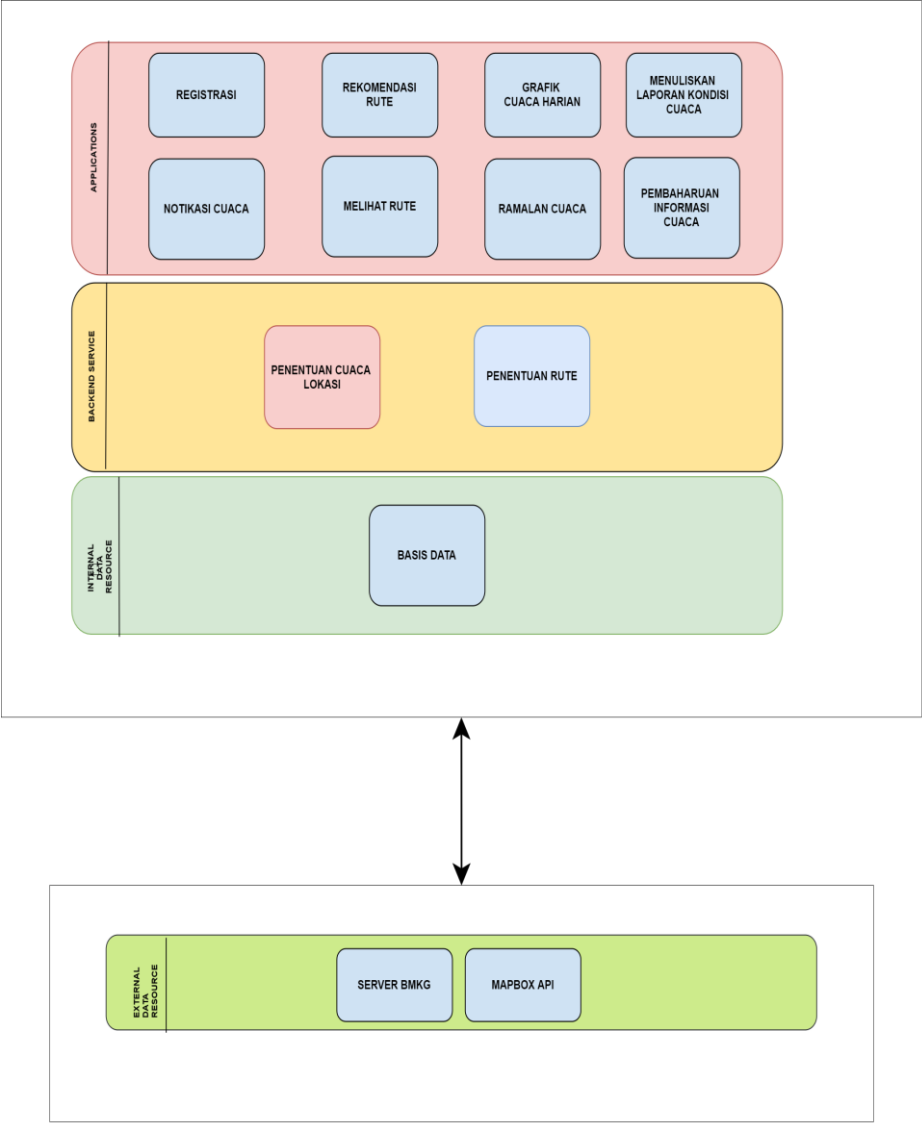 APPLICATIONS
REGISTRASI
REKOMENDASI
RUTE
GRAFIK
CUACA HARIAN
MENULISKAN
LAPORAN KONDISI
CUACA
NOTIKASI CUACA
MELIHAT RUTE
RAMALAN CUACA
PEMBAHARUAN
INFORMASI
CUACA
BACKEND SERVICE
PENENTUAN CUACA
LOKASI
PENENTUAN RUTE
INTERNAL
DATA
RESOURCE
BASIS DATA
EXTERNAL
DATA
RESOURCE
SERVER BMKG
MAPBOX API